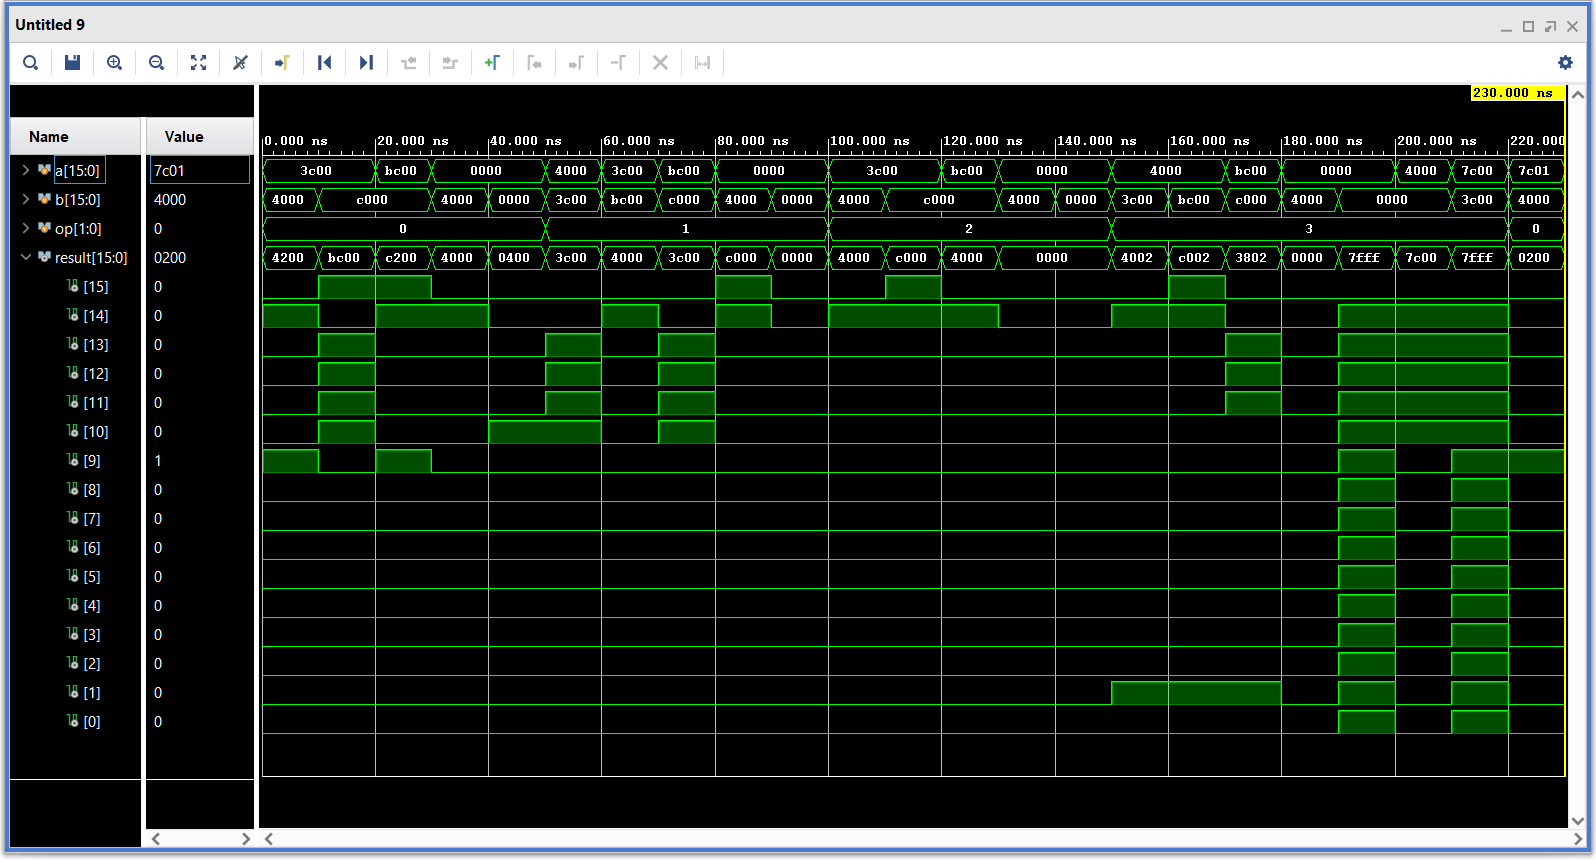 Untitled 9
230.000 ns
Name Value
0.000 ns 20.000 ns 40.000 ns 60.000 ns 80.000 ns 100.000 ns 120.000 ns 140.000 ns 160.000 ns 180.000 ns 200.000 ns 220.000
a[15:0] 7c01 3c00 bc00 0000 4000 3c00 bc00 0000 3c00 bc00 0000 4000 bc00 0000 4000 7c00 7c01
b[15:0] 4000 4000 c000 4000 0000 3c00 bc00 c000 4000 0000 4000 c000 4000 0000 3c00 bc00 c000 4000 0000 3c00 4000
op[1:0] 0 0 1 2 3 0
result[15:0] 0200 4200 bc00 c200 4000 0400 3c00 4000 3c00 c000 0000 4000 c000 4000 0000 4002 c002 3802 0000 7fff 7c00 7fff 0200
[15] 0
[14] 0
[13] 0
[12] 0
[11] 0
[10] 0
[9] 1
[8] 0
[7] 0
[6] 0
[5] 0
[4] 0
[3] 0
[2] 0
[1] 0
[0] 0